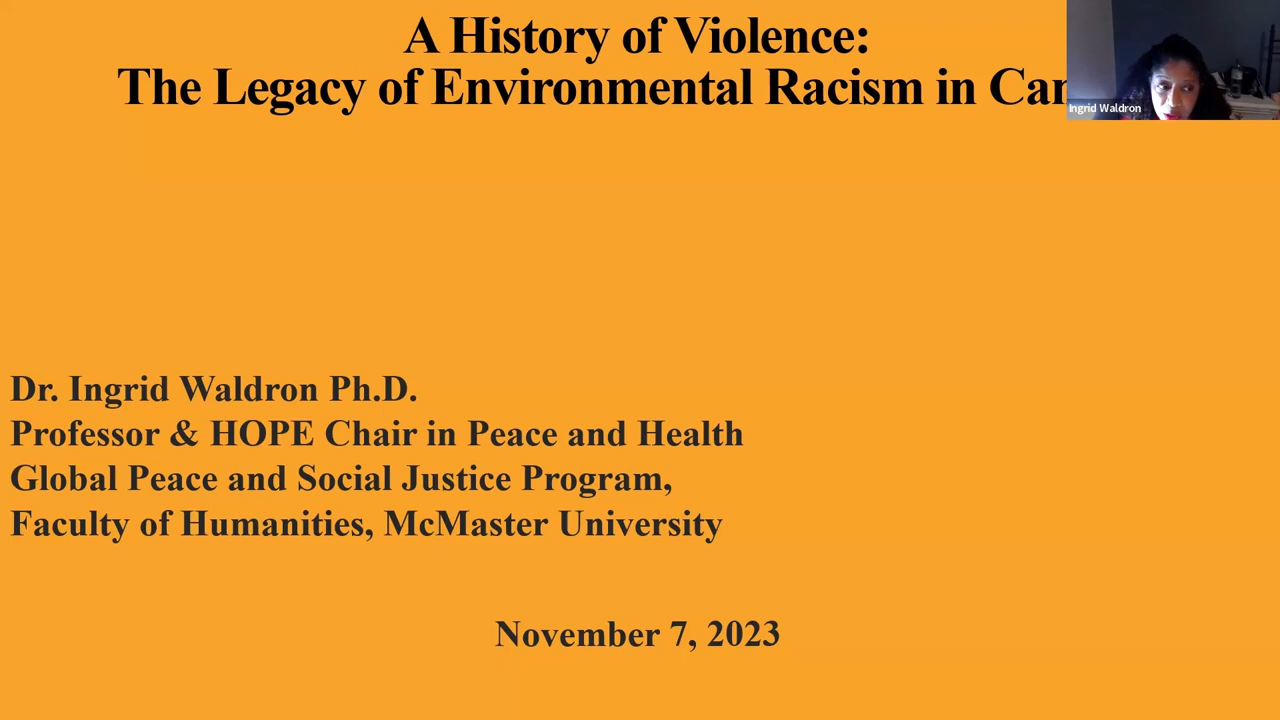 A History of Violence:
The Legacy of Environmental Racism in Can
Ingrid Waldron
Dr. Ingrid Waldron Ph.D.
Professor & HOPE Chair in Peace and Health
Global Peace and Social Justice Program,
Faculty of Humanities, McMaster University
November 7, 2023